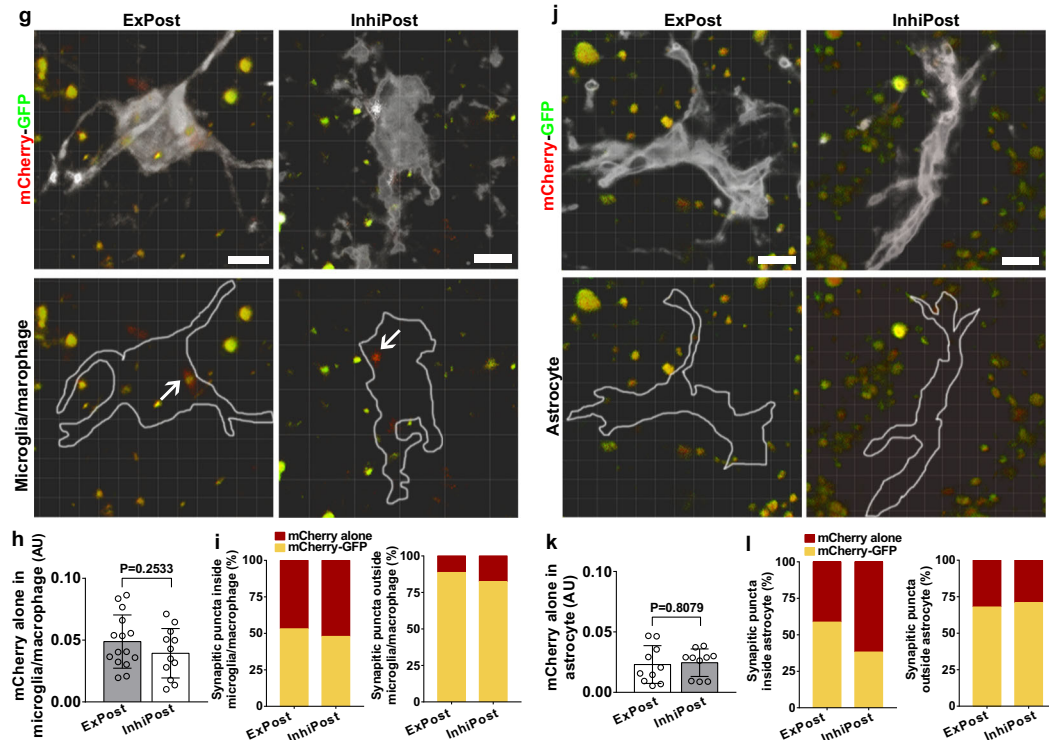 g
ExPost
InhiPost
mCherry-GFP
Microglia/marophage
j
ExPost
InhiPost
mCherry-GFP
Astrocyte
h
mCherry alone in
microglia/macrophage (AU)
P=0.2533
0.10
0.05
0.00
ExPost
InhiPost
i
mCherry alone
mCherry-GFP
Synapitic puncta inside
microglia/macrophage (%)
100
75
50
25
0
ExPost
InhiPost
Synapitic puncta outside
microglia/macrophage (%)
100
75
50
25
0
ExPost
InhiPost
k
mCherry alone in
astrocyte (AU)
P=0.8079
0.10
0.05
0.00
ExPost
InhiPost
l
mCherry alone
mCherry-GFP
Synapitic puncta
inside astrocyte (%)
100
75
50
25
0
ExPost
InhiPost
Synapitic puncta
outside astrocyte (%)
100
75
50
25
0
ExPost
InhiPost